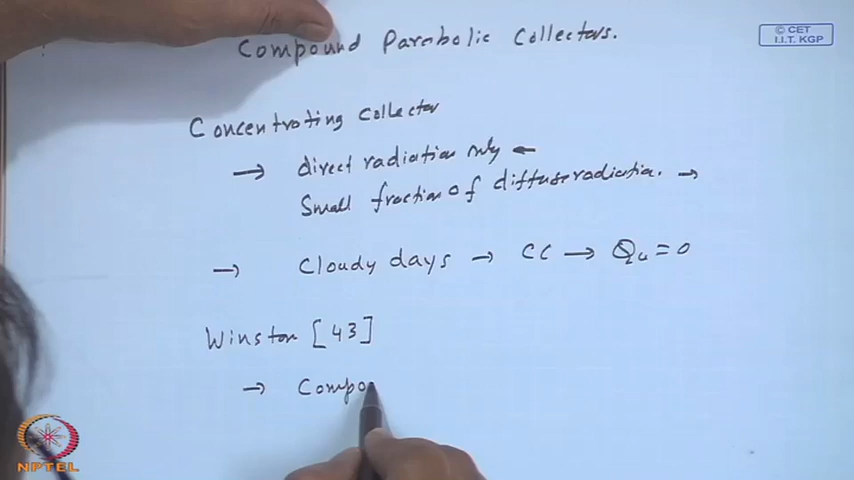 Compound Parabolic Collectors.
© CET
I.I.T. KGP
Concentrating collector
→ direct radiation only ←
Small fraction of diffuse radiation. →
→ Cloudy days → CC → Qu = 0
Winston [43]
→ Compo
NPTEL